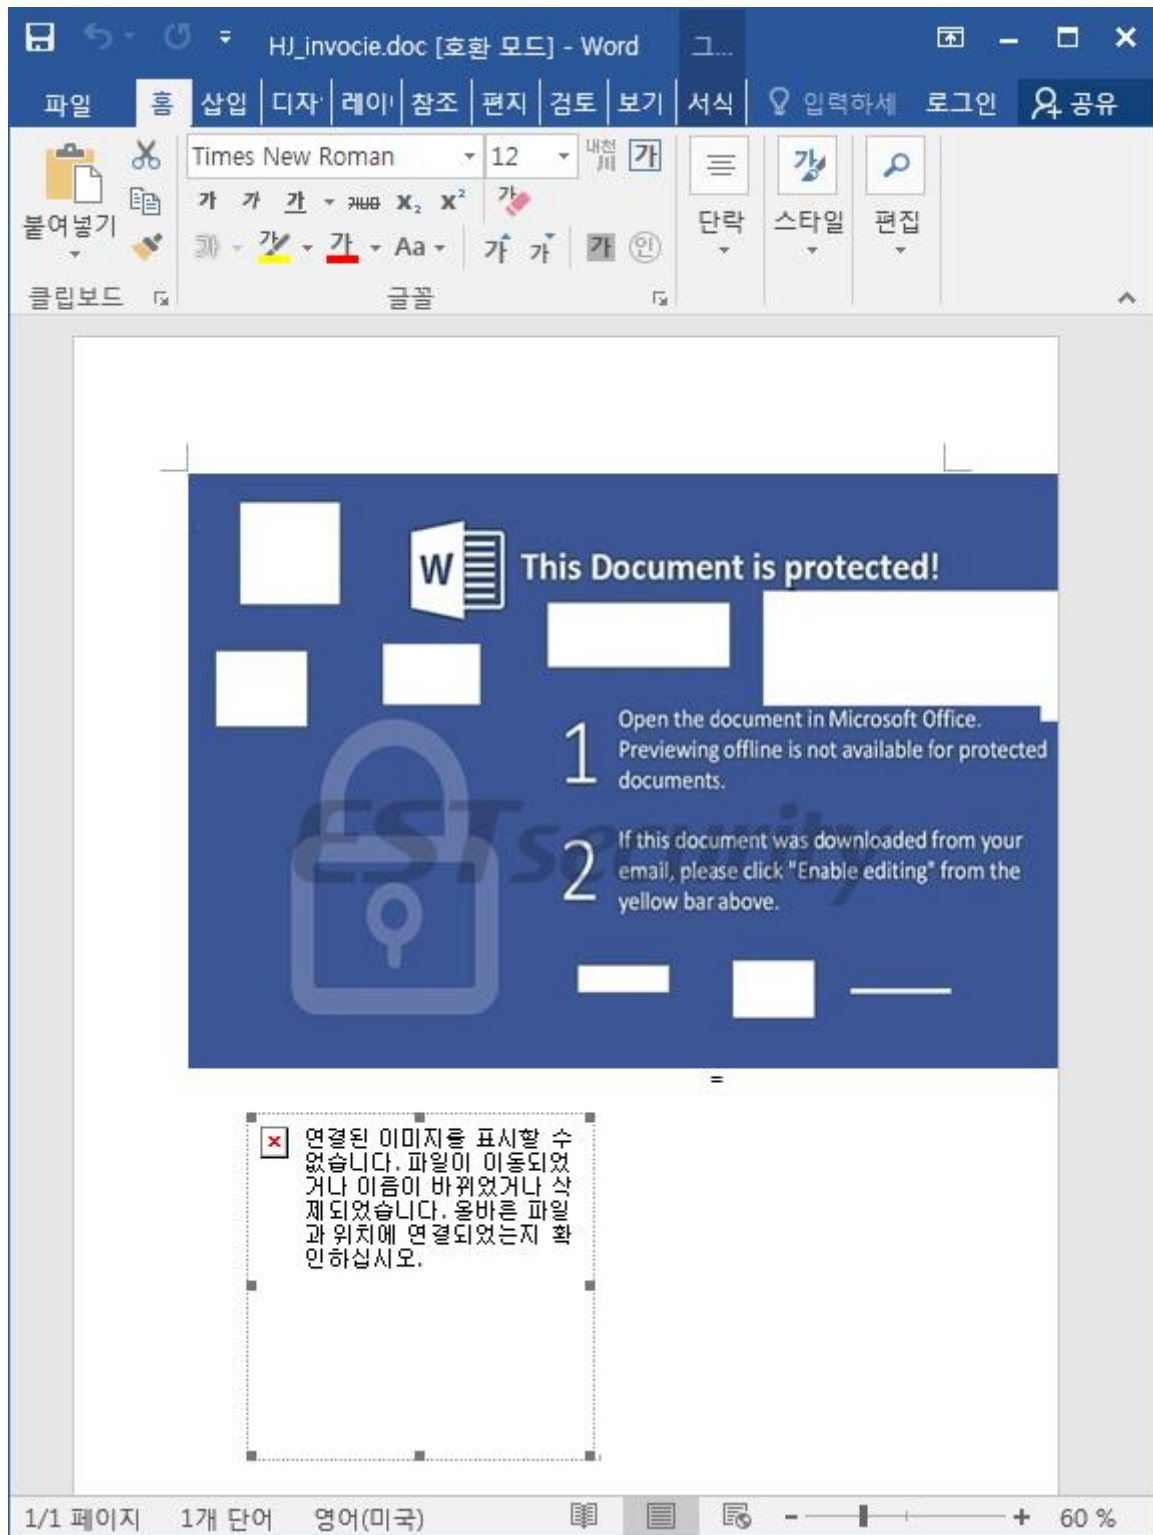 HJ_invocie.doc [호환 모드] - Word
그...
파일 홈 삽입 디자 레이 참조 편지 검토 보기 서식 입력하세 로그인 공유
Times New Roman 12 내천 川 가
가 가 가 가나다 X₂ X² 가
가 가 가 Aa 가 가 가 인
붙여넣기
단락 스타일 편집
클립보드 글꼴
W This Document is protected!
1 Open the document in Microsoft Office.
Previewing offline is not available for protected
documents.
ESTsecurity
2 If this document was downloaded from your
email, please click "Enable editing" from the
yellow bar above.
=
연결된 이미지를 표시할 수
없습니다. 파일이 이동되었
거나 이름이 바뀌었거나 삭
제되었습니다. 올바른 파일
과 위치에 연결되었는지 확
인하십시오.
1/1 페이지 1개 단어 영어(미국) 60 %